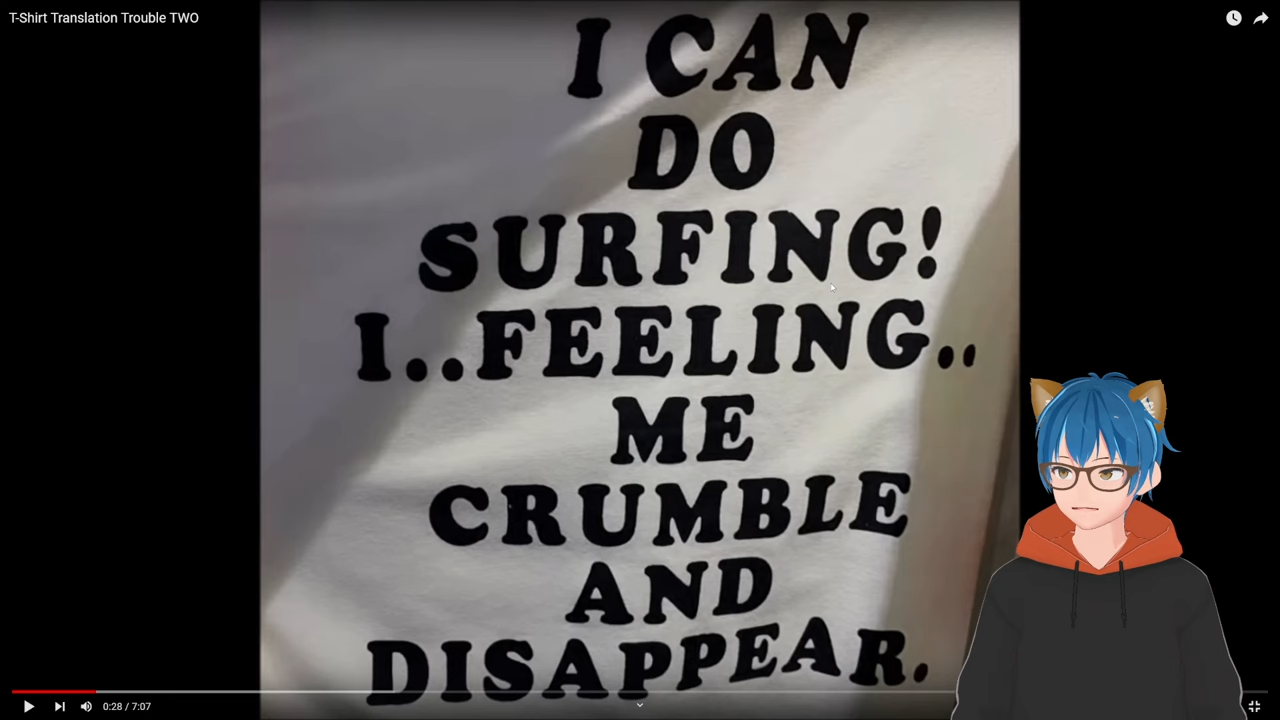 T-Shirt Translation Trouble TWO
I CAN
DO
SURFING!
I..FEELING..
ME
CRUMBLE
AND
DISAPPEAR.
0:28 / 7:07